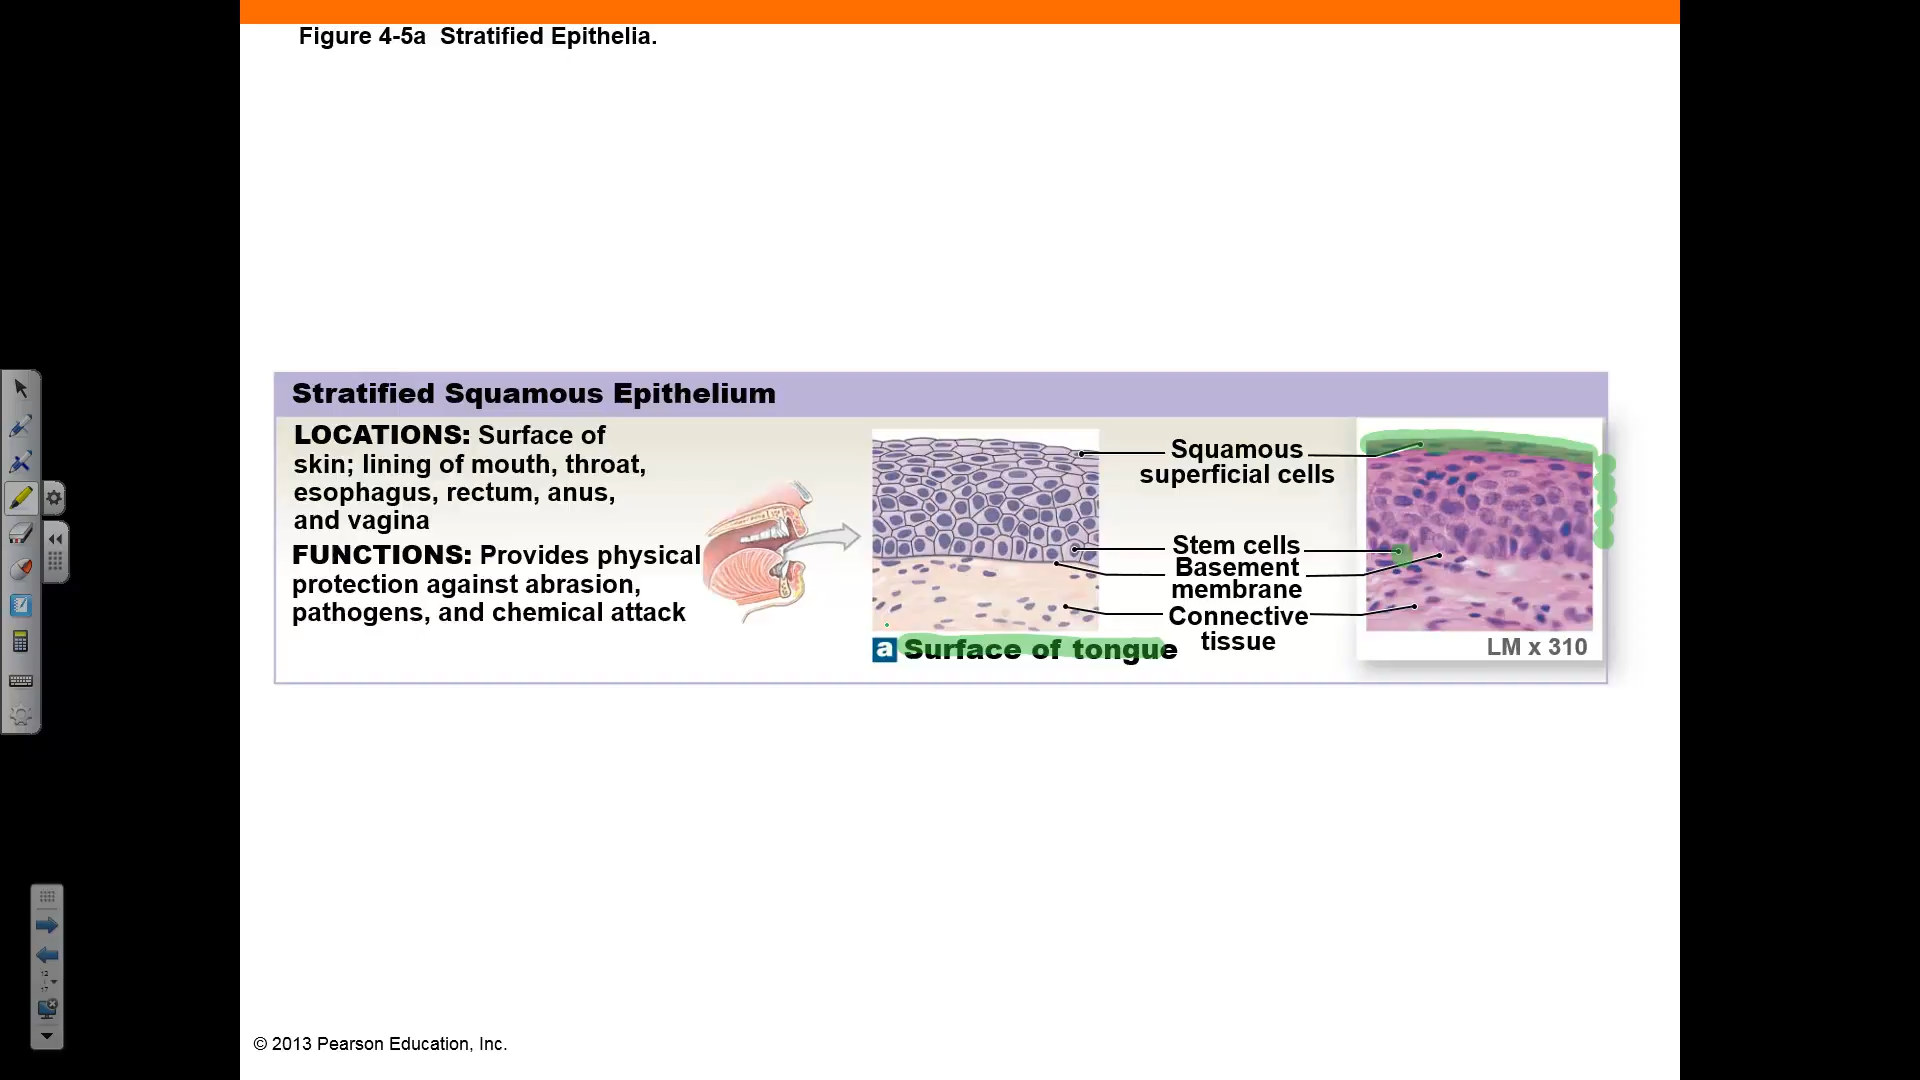 Figure 4-5a  Stratified Epithelia.
Stratified Squamous Epithelium
LOCATIONS: Surface of
skin; lining of mouth, throat,
esophagus, rectum, anus,
and vagina
FUNCTIONS: Provides physical
protection against abrasion,
pathogens, and chemical attack
Squamous
superficial cells
Stem cells
Basement
membrane
Connective
tissue
a Surface of tongue
LM x 310
12
17
© 2013 Pearson Education, Inc.